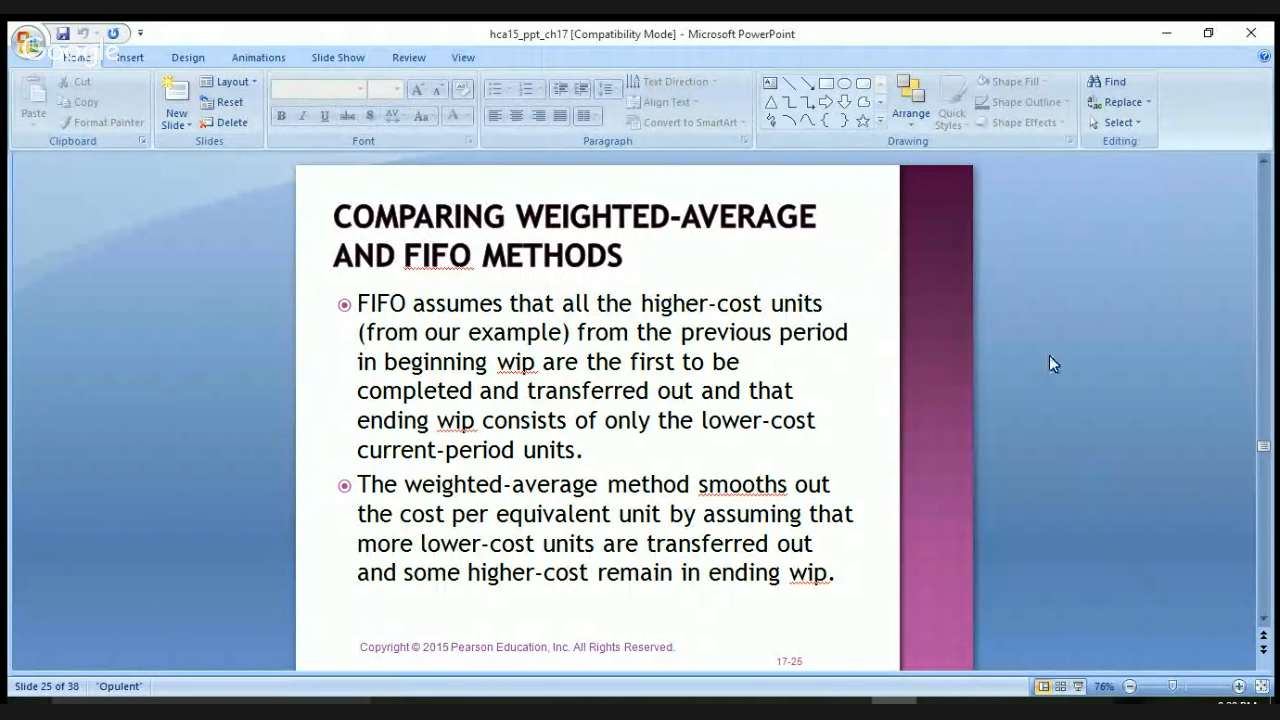 hca15_ppt_ch17 [Compatibility Mode] - Microsoft PowerPoint
Google
Home Insert Design Animations Slide Show Review View
Paste
Cut
Copy
Format Painter
Clipboard
New
Slide
Layout
Reset
Delete
Slides
B I U abc S AV Aa A
Font
Text Direction
Align Text
Convert to SmartArt
Paragraph
Arrange
Quick
Styles
Shape Fill
Shape Outline
Shape Effects
Drawing
Find
Replace
Select
Editing
COMPARING WEIGHTED-AVERAGE
AND FIFO METHODS
FIFO assumes that all the higher-cost units
(from our example) from the previous period
in beginning wip are the first to be
completed and transferred out and that
ending wip consists of only the lower-cost
current-period units.
The weighted-average method smooths out
the cost per equivalent unit by assuming that
more lower-cost units are transferred out
and some higher-cost remain in ending wip.
Copyright © 2015 Pearson Education, Inc. All Rights Reserved.
17-25
Slide 25 of 38 "Opulent" 76%